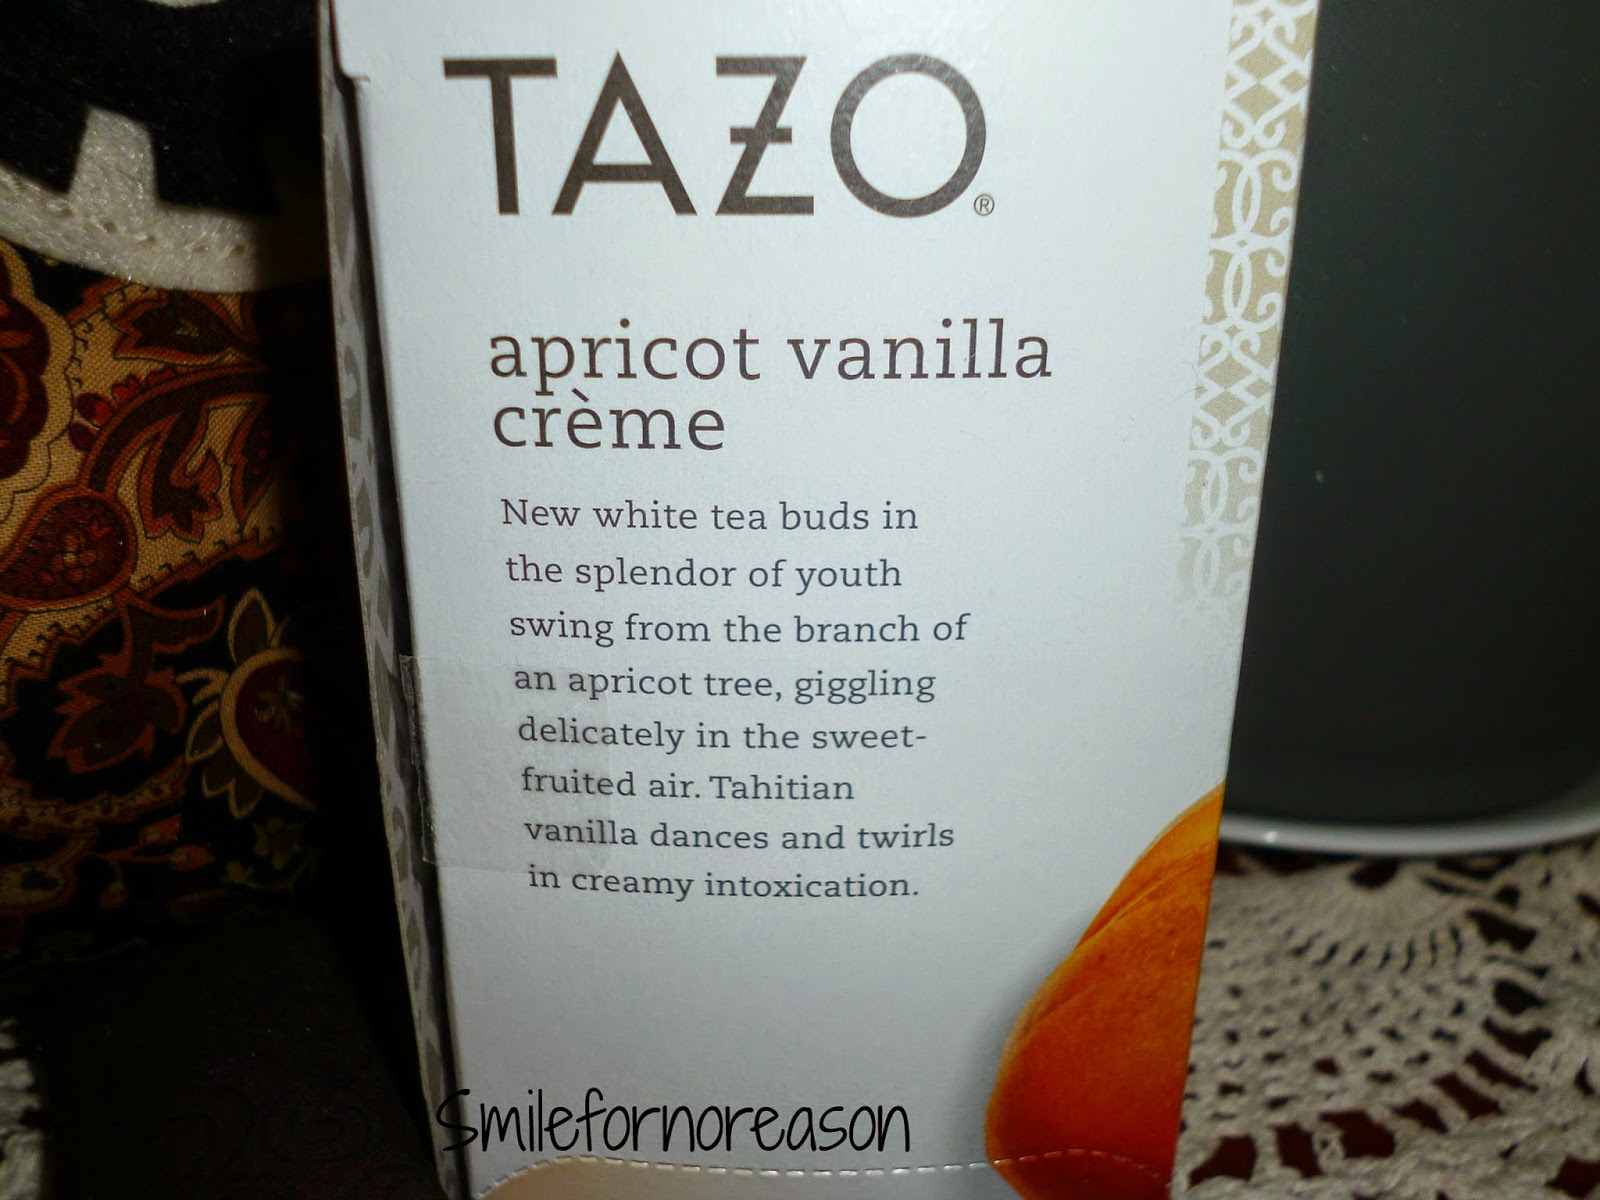 TAZO®
apricot vanilla
crème
New white tea buds in
the splendor of youth
swing from the branch of
an apricot tree, giggling
delicately in the sweet-
fruited air. Tahitian
vanilla dances and twirls
in creamy intoxication.
Smilefornoreason